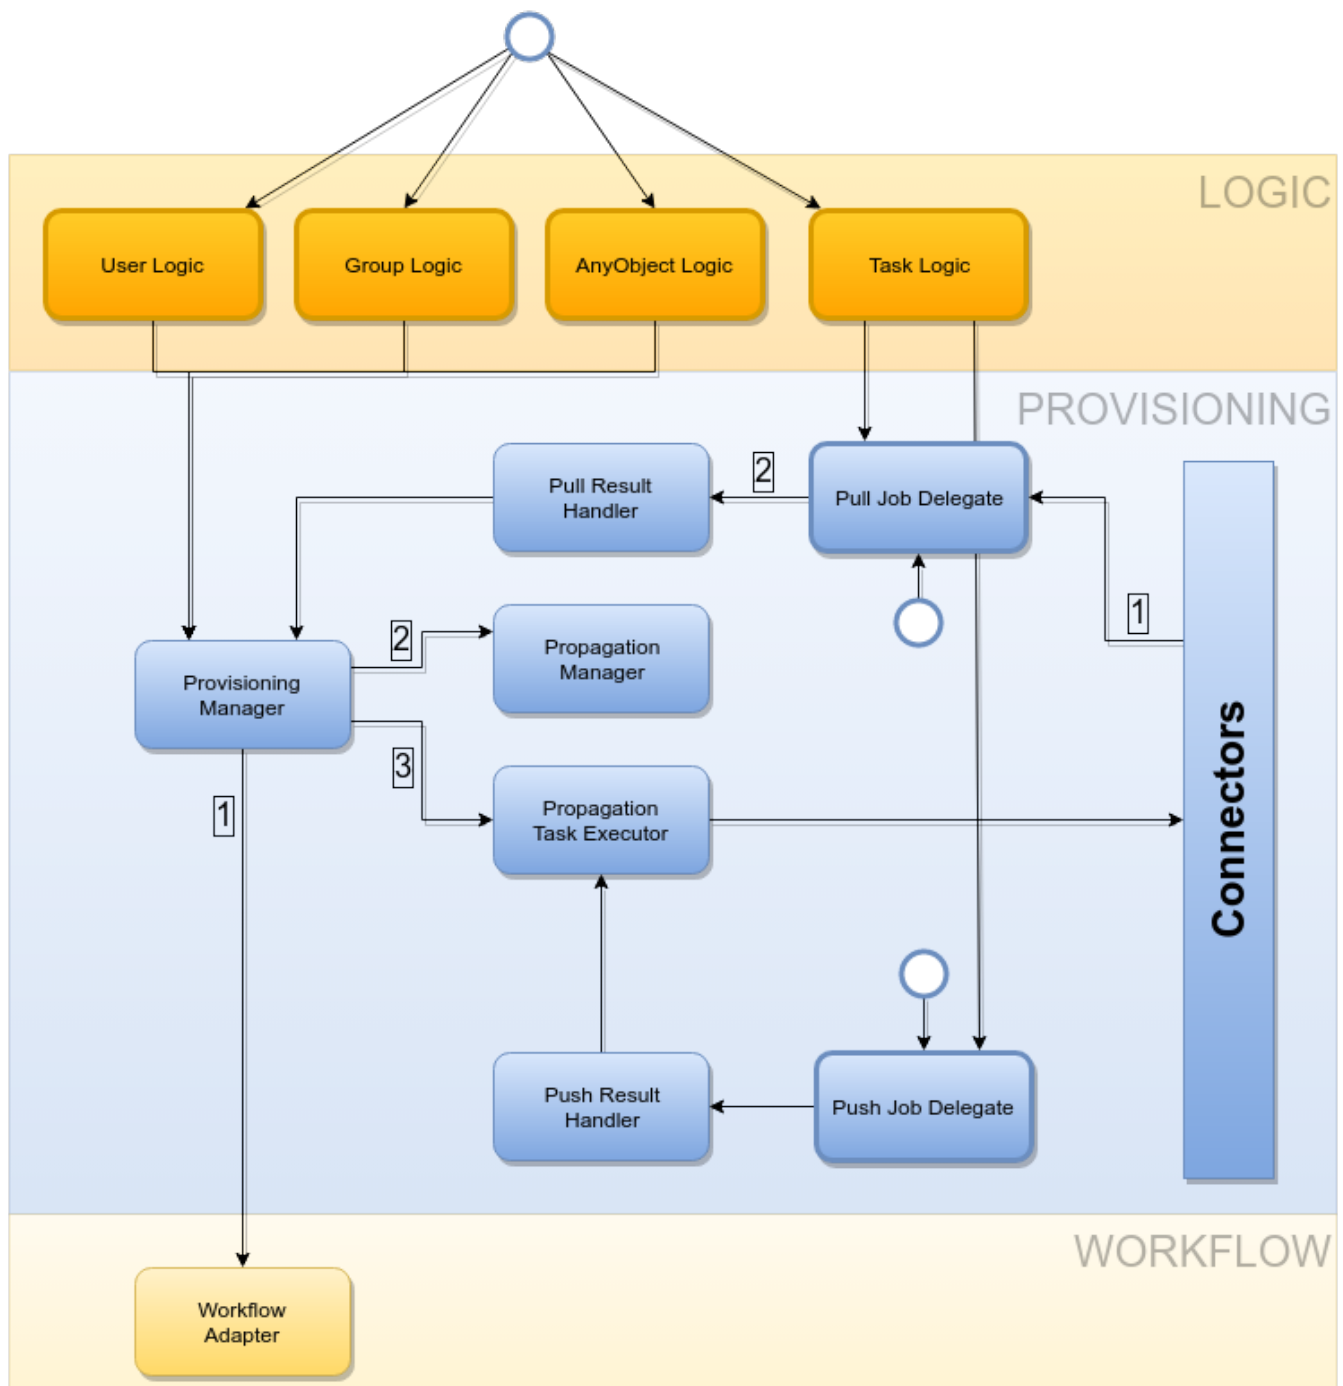 LOGIC
User Logic
Group Logic
AnyObject Logic
Task Logic
PROVISIONING
Pull Result
Handler
2
Pull Job Delegate
1
2
Propagation
Manager
Provisioning
Manager
3
1
Propagation
Task Executor
Connectors
Push Result
Handler
Push Job Delegate
WORKFLOW
Workflow
Adapter